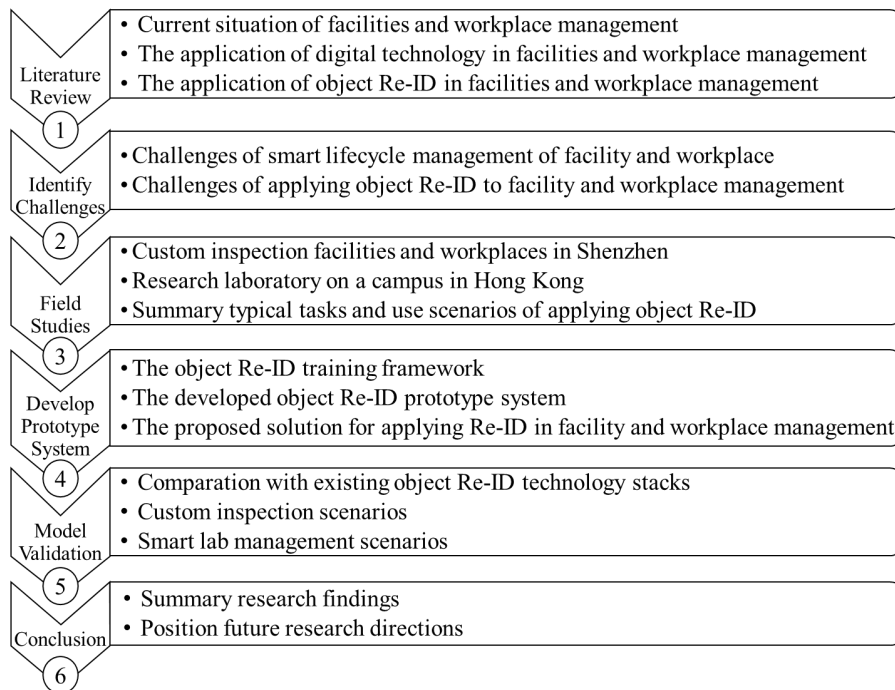 Literature
Review
1
• Current situation of facilities and workplace management
• The application of digital technology in facilities and workplace management
• The application of object Re-ID in facilities and workplace management
Identify
Challenges
2
• Challenges of smart lifecycle management of facility and workplace
• Challenges of applying object Re-ID to facility and workplace management
Field
Studies
3
• Custom inspection facilities and workplaces in Shenzhen
• Research laboratory on a campus in Hong Kong
• Summary typical tasks and use scenarios of applying object Re-ID
Develop
Prototype
System
4
• The object Re-ID training framework
• The developed object Re-ID prototype system
• The proposed solution for applying Re-ID in facility and workplace management
Model
Validation
5
• Comparation with existing object Re-ID technology stacks
• Custom inspection scenarios
• Smart lab management scenarios
Conclusion
6
• Summary research findings
• Position future research directions